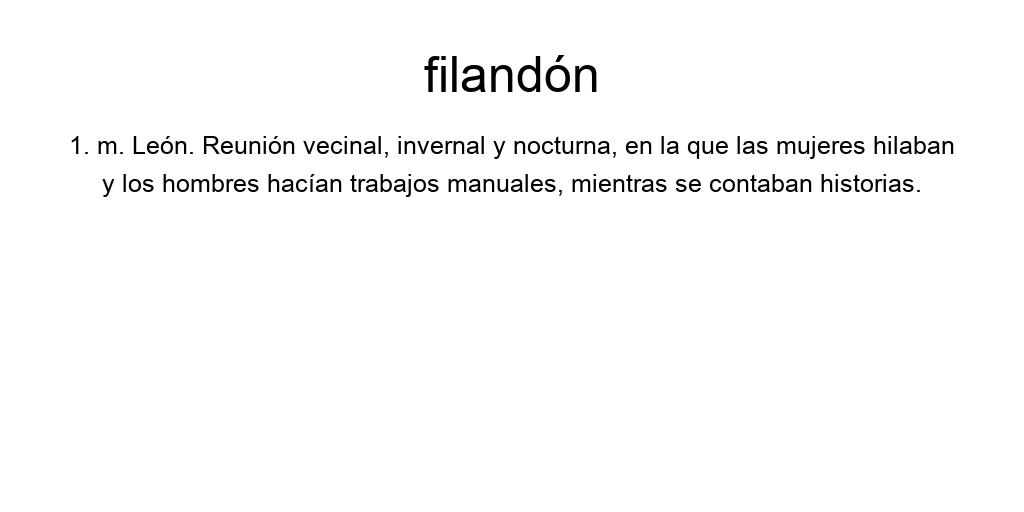 filandón
1. m. León. Reunión vecinal, invernal y nocturna, en la que las mujeres hilaban
y los hombres hacían trabajos manuales, mientras se contaban historias.